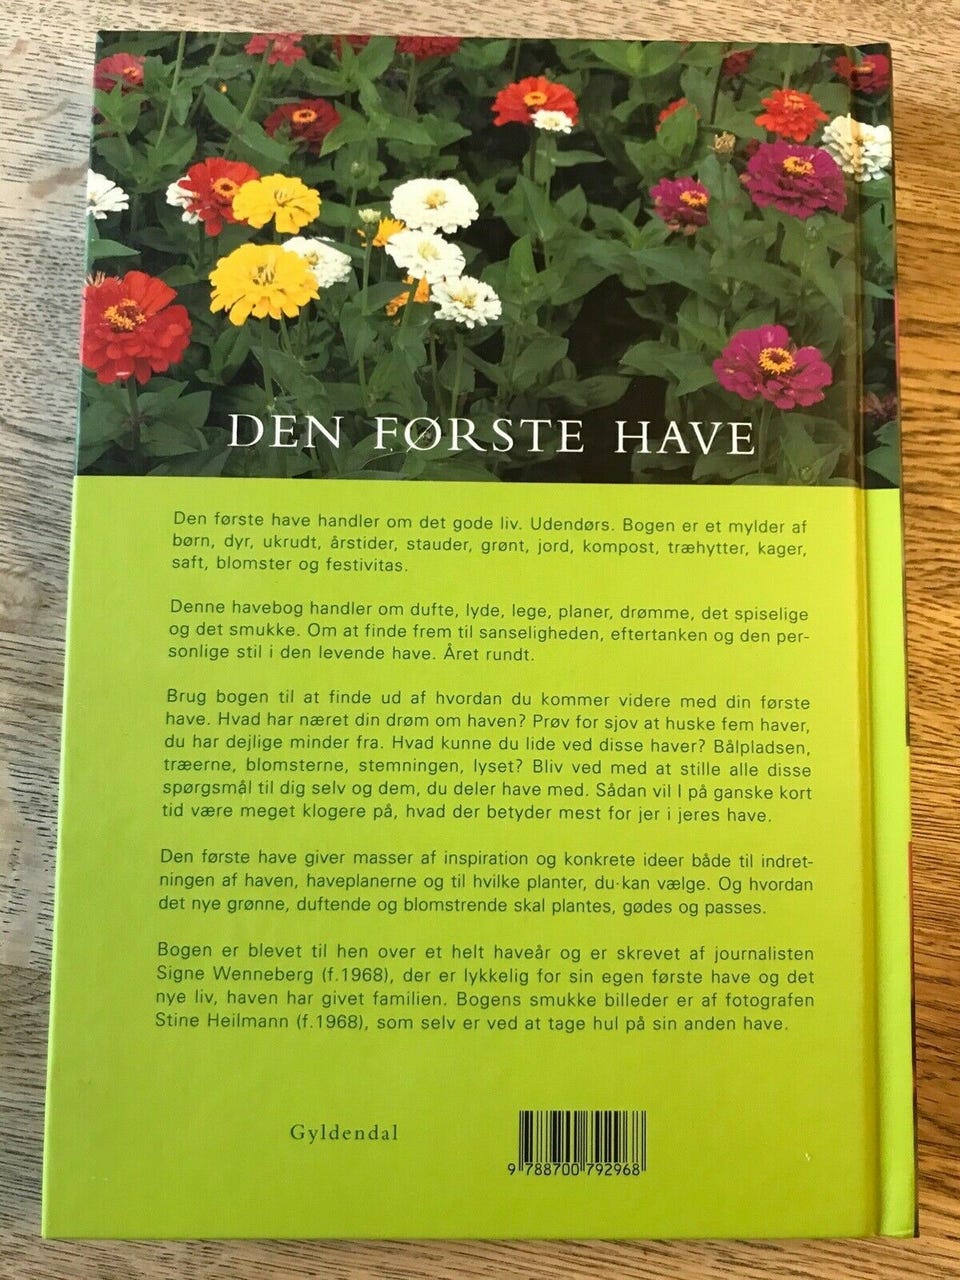 DEN FØRSTE HAVE
Den første have handler om det gode liv. Udendørs. Bogen er et mylder af
børn, dyr, ukrudt, årstider, stauder, grønt, jord, kompost, træhytter, kager,
saft, blomster og festivitas.
Denne havebog handler om dufte, lyde, lege, planer, drømme, det spiselige
og det smukke. Om at finde frem til sanseligheden, eftertanken og den per-
sonlige stil i den levende have. Året rundt.
Brug bogen til at finde ud af hvordan du kommer videre med din første
have. Hvad har næret din drøm om haven? Prøv for sjov at huske fem haver,
du har dejlige minder fra. Hvad kunne du lide ved disse haver? Bålpladsen,
træerne, blomsterne, stemningen, lyset? Bliv ved med at stille alle disse
spørgsmål til dig selv og dem, du deler have med. Sådan vil I på ganske kort
tid være meget klogere på, hvad der betyder mest for jer i jeres have.
Den første have giver masser af inspiration og konkrete ideer både til indret-
ningen af haven, haveplanerne og til hvilke planter, du kan vælge. Og hvordan
det nye grønne, duftende og blomstrende skal plantes, gødes og passes.
Bogen er blevet til hen over et helt haveår og er skrevet af journalisten
Signe Wenneberg (f.1968), der er lykkelig for sin egen første have og det
nye liv, haven har givet familien. Bogens smukke billeder er af fotografen
Stine Heilmann (f.1968), som selv er ved at tage hul på sin anden have.
Gyldendal
9 788700 792968